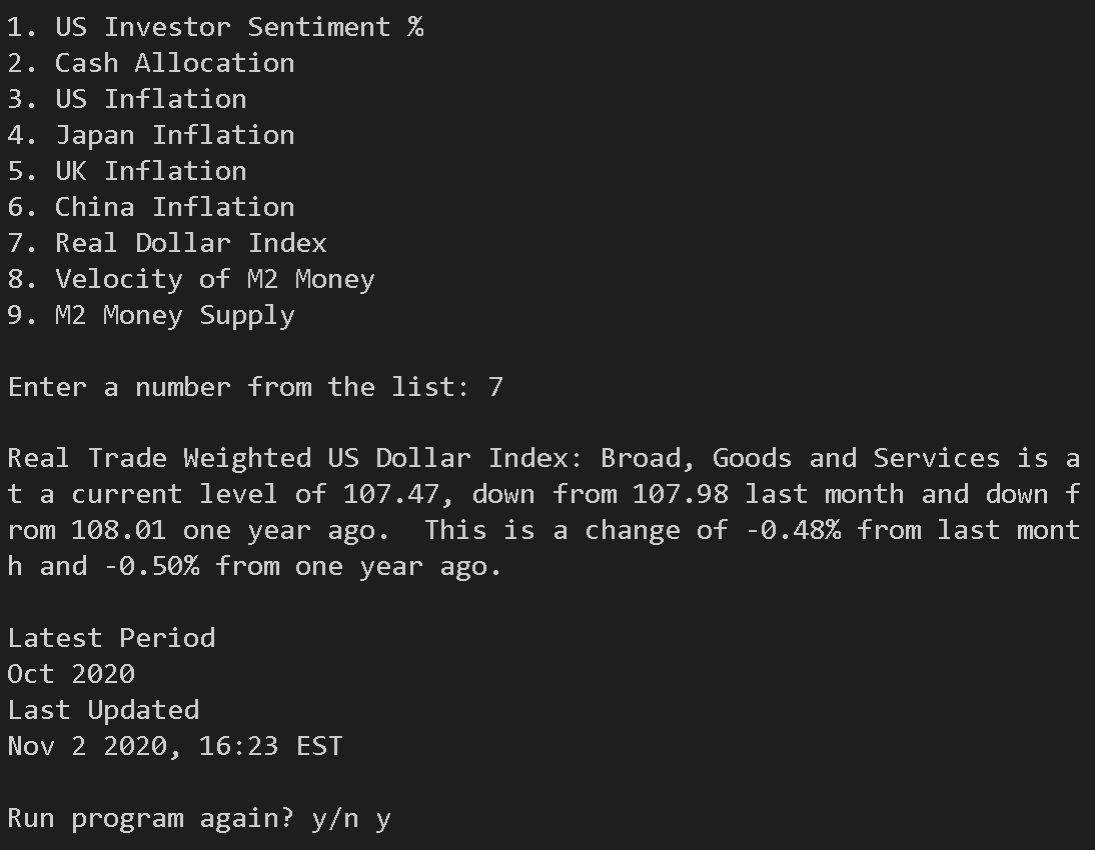 1. US Investor Sentiment %
2. Cash Allocation
3. US Inflation
4. Japan Inflation
5. UK Inflation
6. China Inflation
7. Real Dollar Index
8. Velocity of M2 Money
9. M2 Money Supply
Enter a number from the list: 7
Real Trade Weighted US Dollar Index: Broad, Goods and Services is a
t a current level of 107.47, down from 107.98 last month and down f
rom 108.01 one year ago.  This is a change of -0.48% from last mont
h and -0.50% from one year ago.
Latest Period
Oct 2020
Last Updated
Nov 2 2020, 16:23 EST
Run program again? y/n y